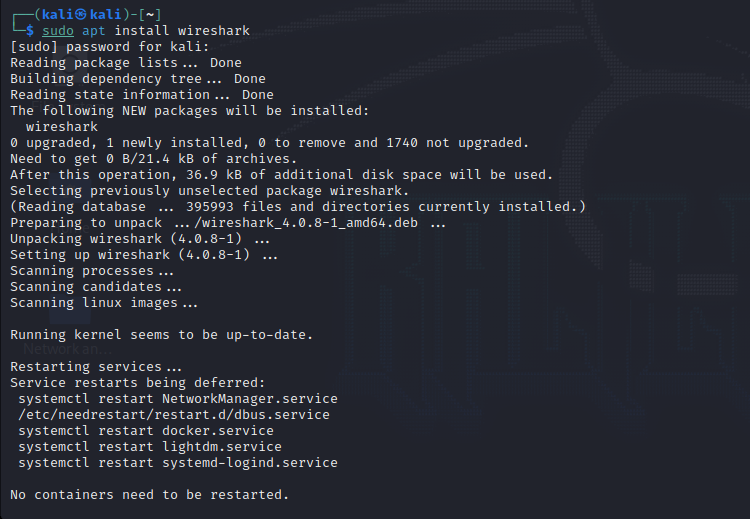 ┌──(kali㉿kali)-[~]
└─$ sudo apt install wireshark
[sudo] password for kali:
Reading package lists... Done
Building dependency tree... Done
Reading state information... Done
The following NEW packages will be installed:
  wireshark
0 upgraded, 1 newly installed, 0 to remove and 1740 not upgraded.
Need to get 0 B/21.4 kB of archives.
After this operation, 36.9 kB of additional disk space will be used.
Selecting previously unselected package wireshark.
(Reading database ... 395993 files and directories currently installed.)
Preparing to unpack .../wireshark_4.0.8-1_amd64.deb ...
Unpacking wireshark (4.0.8-1) ...
Setting up wireshark (4.0.8-1) ...
Scanning processes...
Scanning candidates...
Scanning linux images...
Running kernel seems to be up-to-date.
Network an...
Restarting services...
Service restarts being deferred:
 systemctl restart NetworkManager.service
 /etc/needrestart/restart.d/dbus.service
 systemctl restart docker.service
 systemctl restart lightdm.service
 systemctl restart systemd-logind.service
No containers need to be restarted.